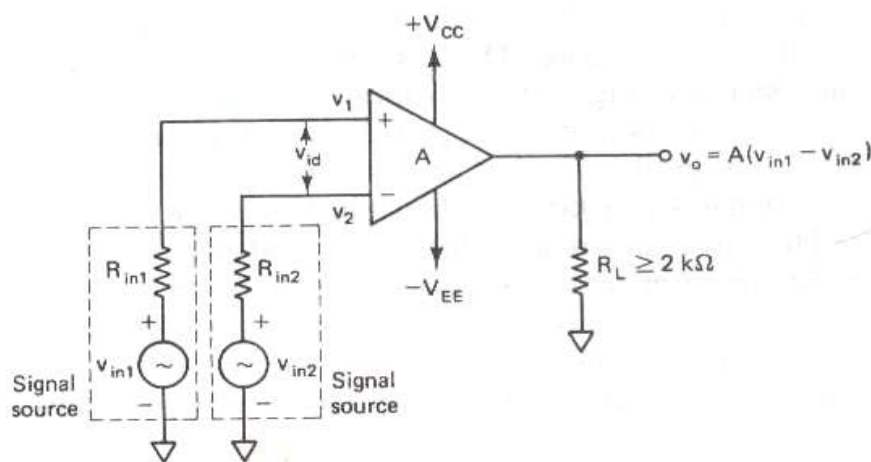 +V_CC
v_1
+
A
v_id
−
v_2
v_o = A(v_in1 − v_in2)
−V_EE
R_L ≥ 2 kΩ
R_in1
R_in2
+
+
v_in1
~
~
v_in2
−
−
Signal
source
Signal
source